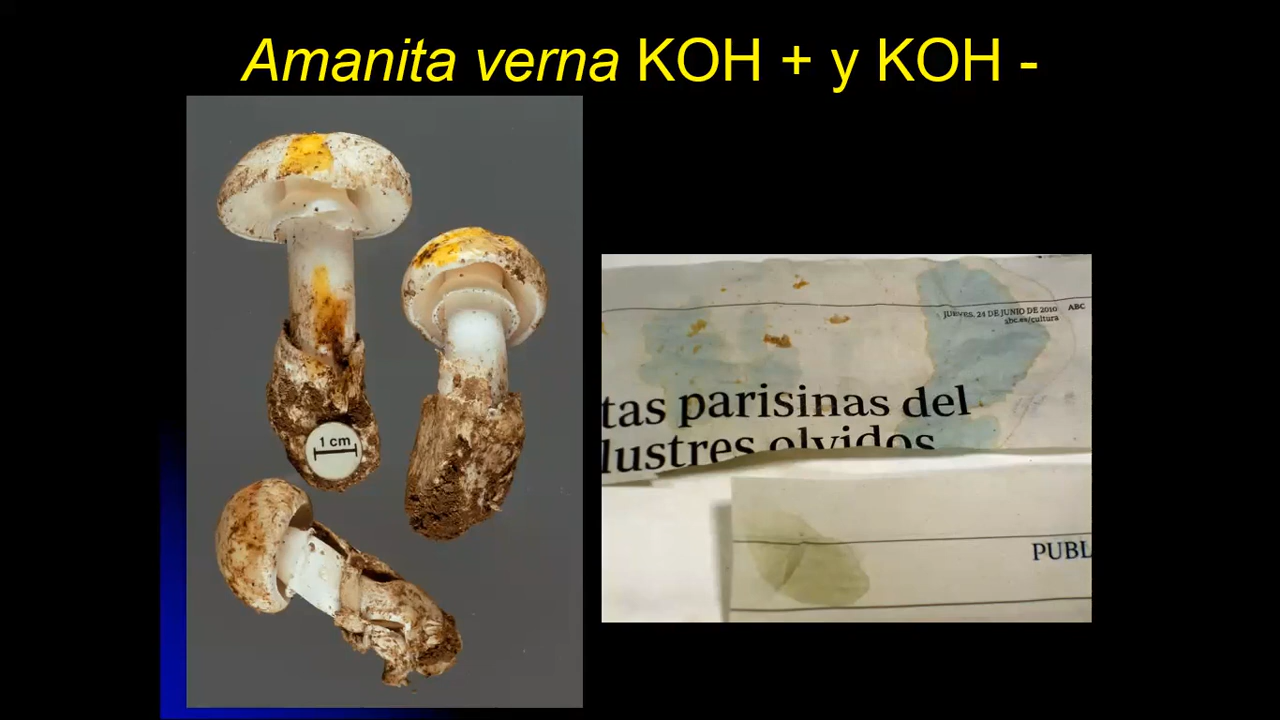 Amanita verna KOH + y KOH -
1 cm
JUEVES. 24 DE JUNIO DE 2010 ABC
abc.es/cultura
tas parisinas del
lustres olvidos
PUBL